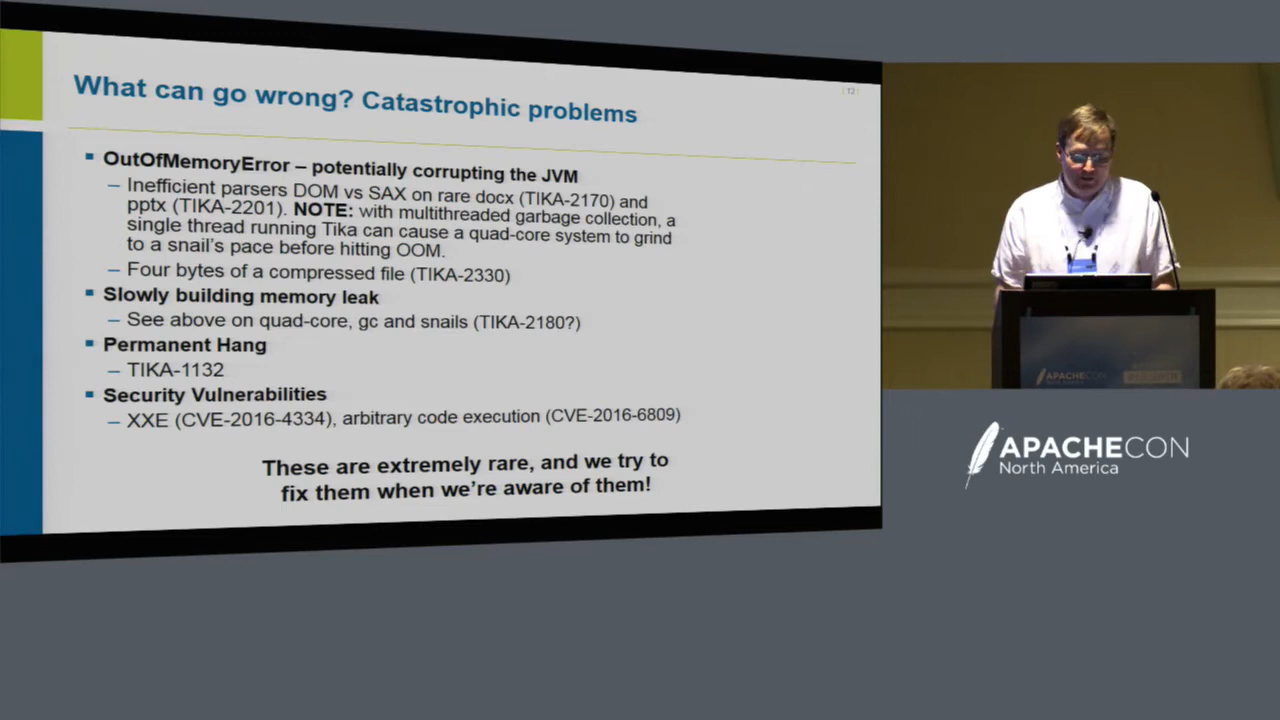 | 12 |
What can go wrong? Catastrophic problems
OutOfMemoryError – potentially corrupting the JVM
– Inefficient parsers DOM vs SAX on rare docx (TIKA-2170) and
pptx (TIKA-2201). NOTE: with multithreaded garbage collection, a
single thread running Tika can cause a quad-core system to grind
to a snail's pace before hitting OOM.
– Four bytes of a compressed file (TIKA-2330)
Slowly building memory leak
– See above on quad-core, gc and snails (TIKA-2180?)
Permanent Hang
– TIKA-1132
Security Vulnerabilities
– XXE (CVE-2016-4334), arbitrary code execution (CVE-2016-6809)
These are extremely rare, and we try to
fix them when we're aware of them!
APACHECON
APACHECON
North America